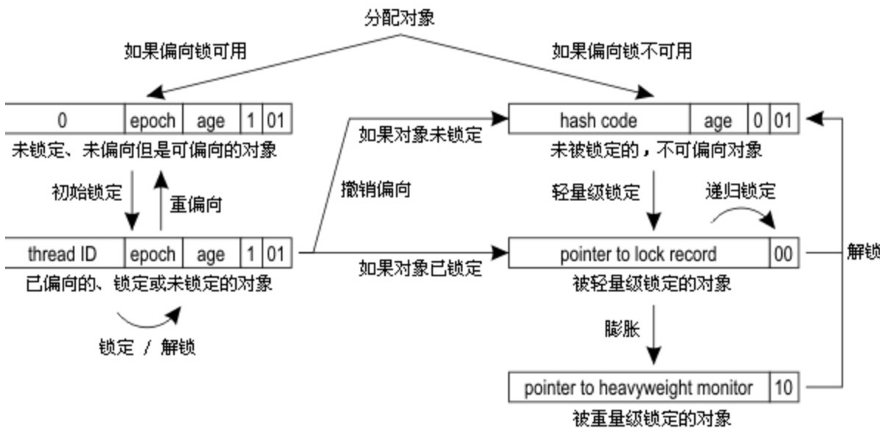 分配对象
如果偏向锁可用
如果偏向锁不可用
0 epoch age 1 01
未锁定、未偏向但是可偏向的对象
hash code age 0 01
未被锁定的，不可偏向对象
如果对象未锁定
初始锁定
重偏向
撤销偏向
轻量级锁定
递归锁定
thread ID epoch age 1 01
已偏向的、锁定或未锁定的对象
如果对象已锁定
pointer to lock record 00
被轻量级锁定的对象
解锁
锁定 / 解锁
膨胀
pointer to heavyweight monitor 10
被重量级锁定的对象